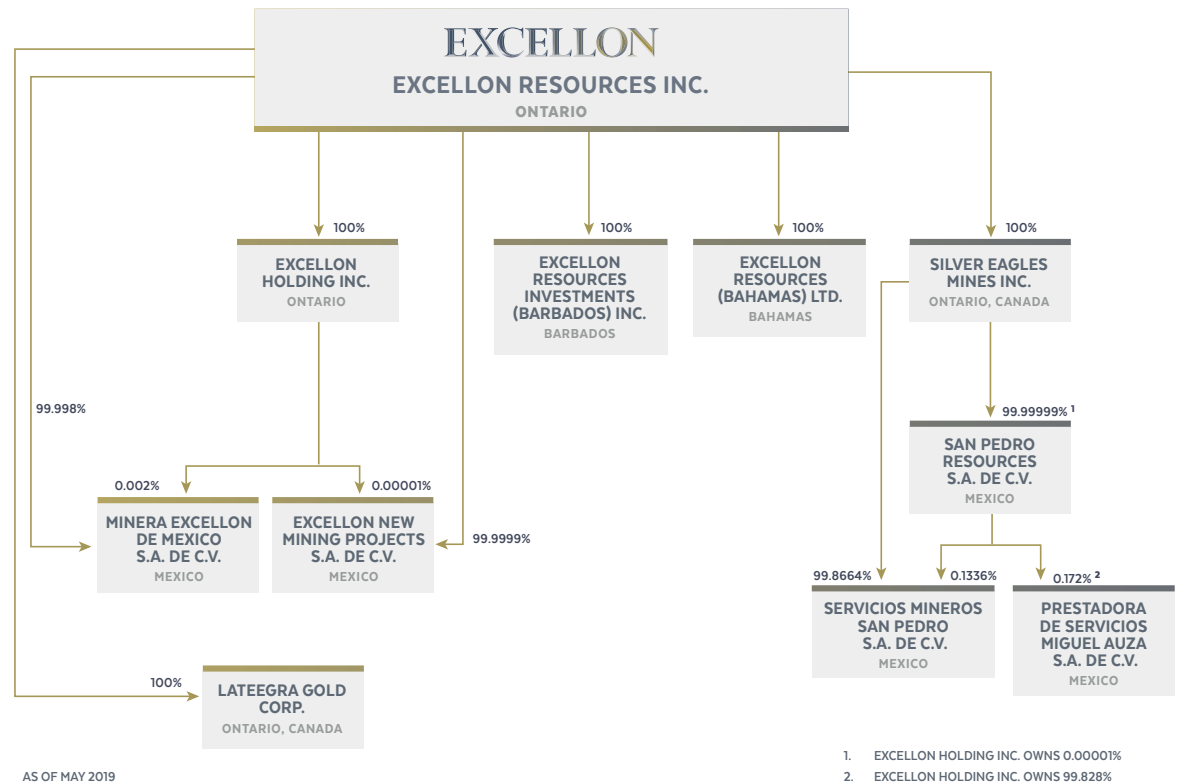 EXCELLON
EXCELLON RESOURCES INC.
ONTARIO
100%
EXCELLON
HOLDING INC.
ONTARIO
100%
EXCELLON
RESOURCES
INVESTMENTS
(BARBADOS) INC.
BARBADOS
100%
EXCELLON
RESOURCES
(BAHAMAS) LTD.
BAHAMAS
100%
SILVER EAGLES
MINES INC.
ONTARIO, CANADA
99.998%
0.002%
MINERA EXCELLON
DE MEXICO
S.A. DE C.V.
MEXICO
0.00001%
EXCELLON NEW
MINING PROJECTS
S.A. DE C.V.
MEXICO
99.9999%
99.99999% ¹
SAN PEDRO
RESOURCES
S.A. DE C.V.
MEXICO
99.8664%
0.1336%
SERVICIOS MINEROS
SAN PEDRO
S.A. DE C.V.
MEXICO
0.172% ²
PRESTADORA
DE SERVICIOS
MIGUEL AUZA
S.A. DE C.V.
MEXICO
100%
LATEEGRA GOLD
CORP.
ONTARIO, CANADA
AS OF MAY 2019
1. EXCELLON HOLDING INC. OWNS 0.00001%
2. EXCELLON HOLDING INC. OWNS 99.828%